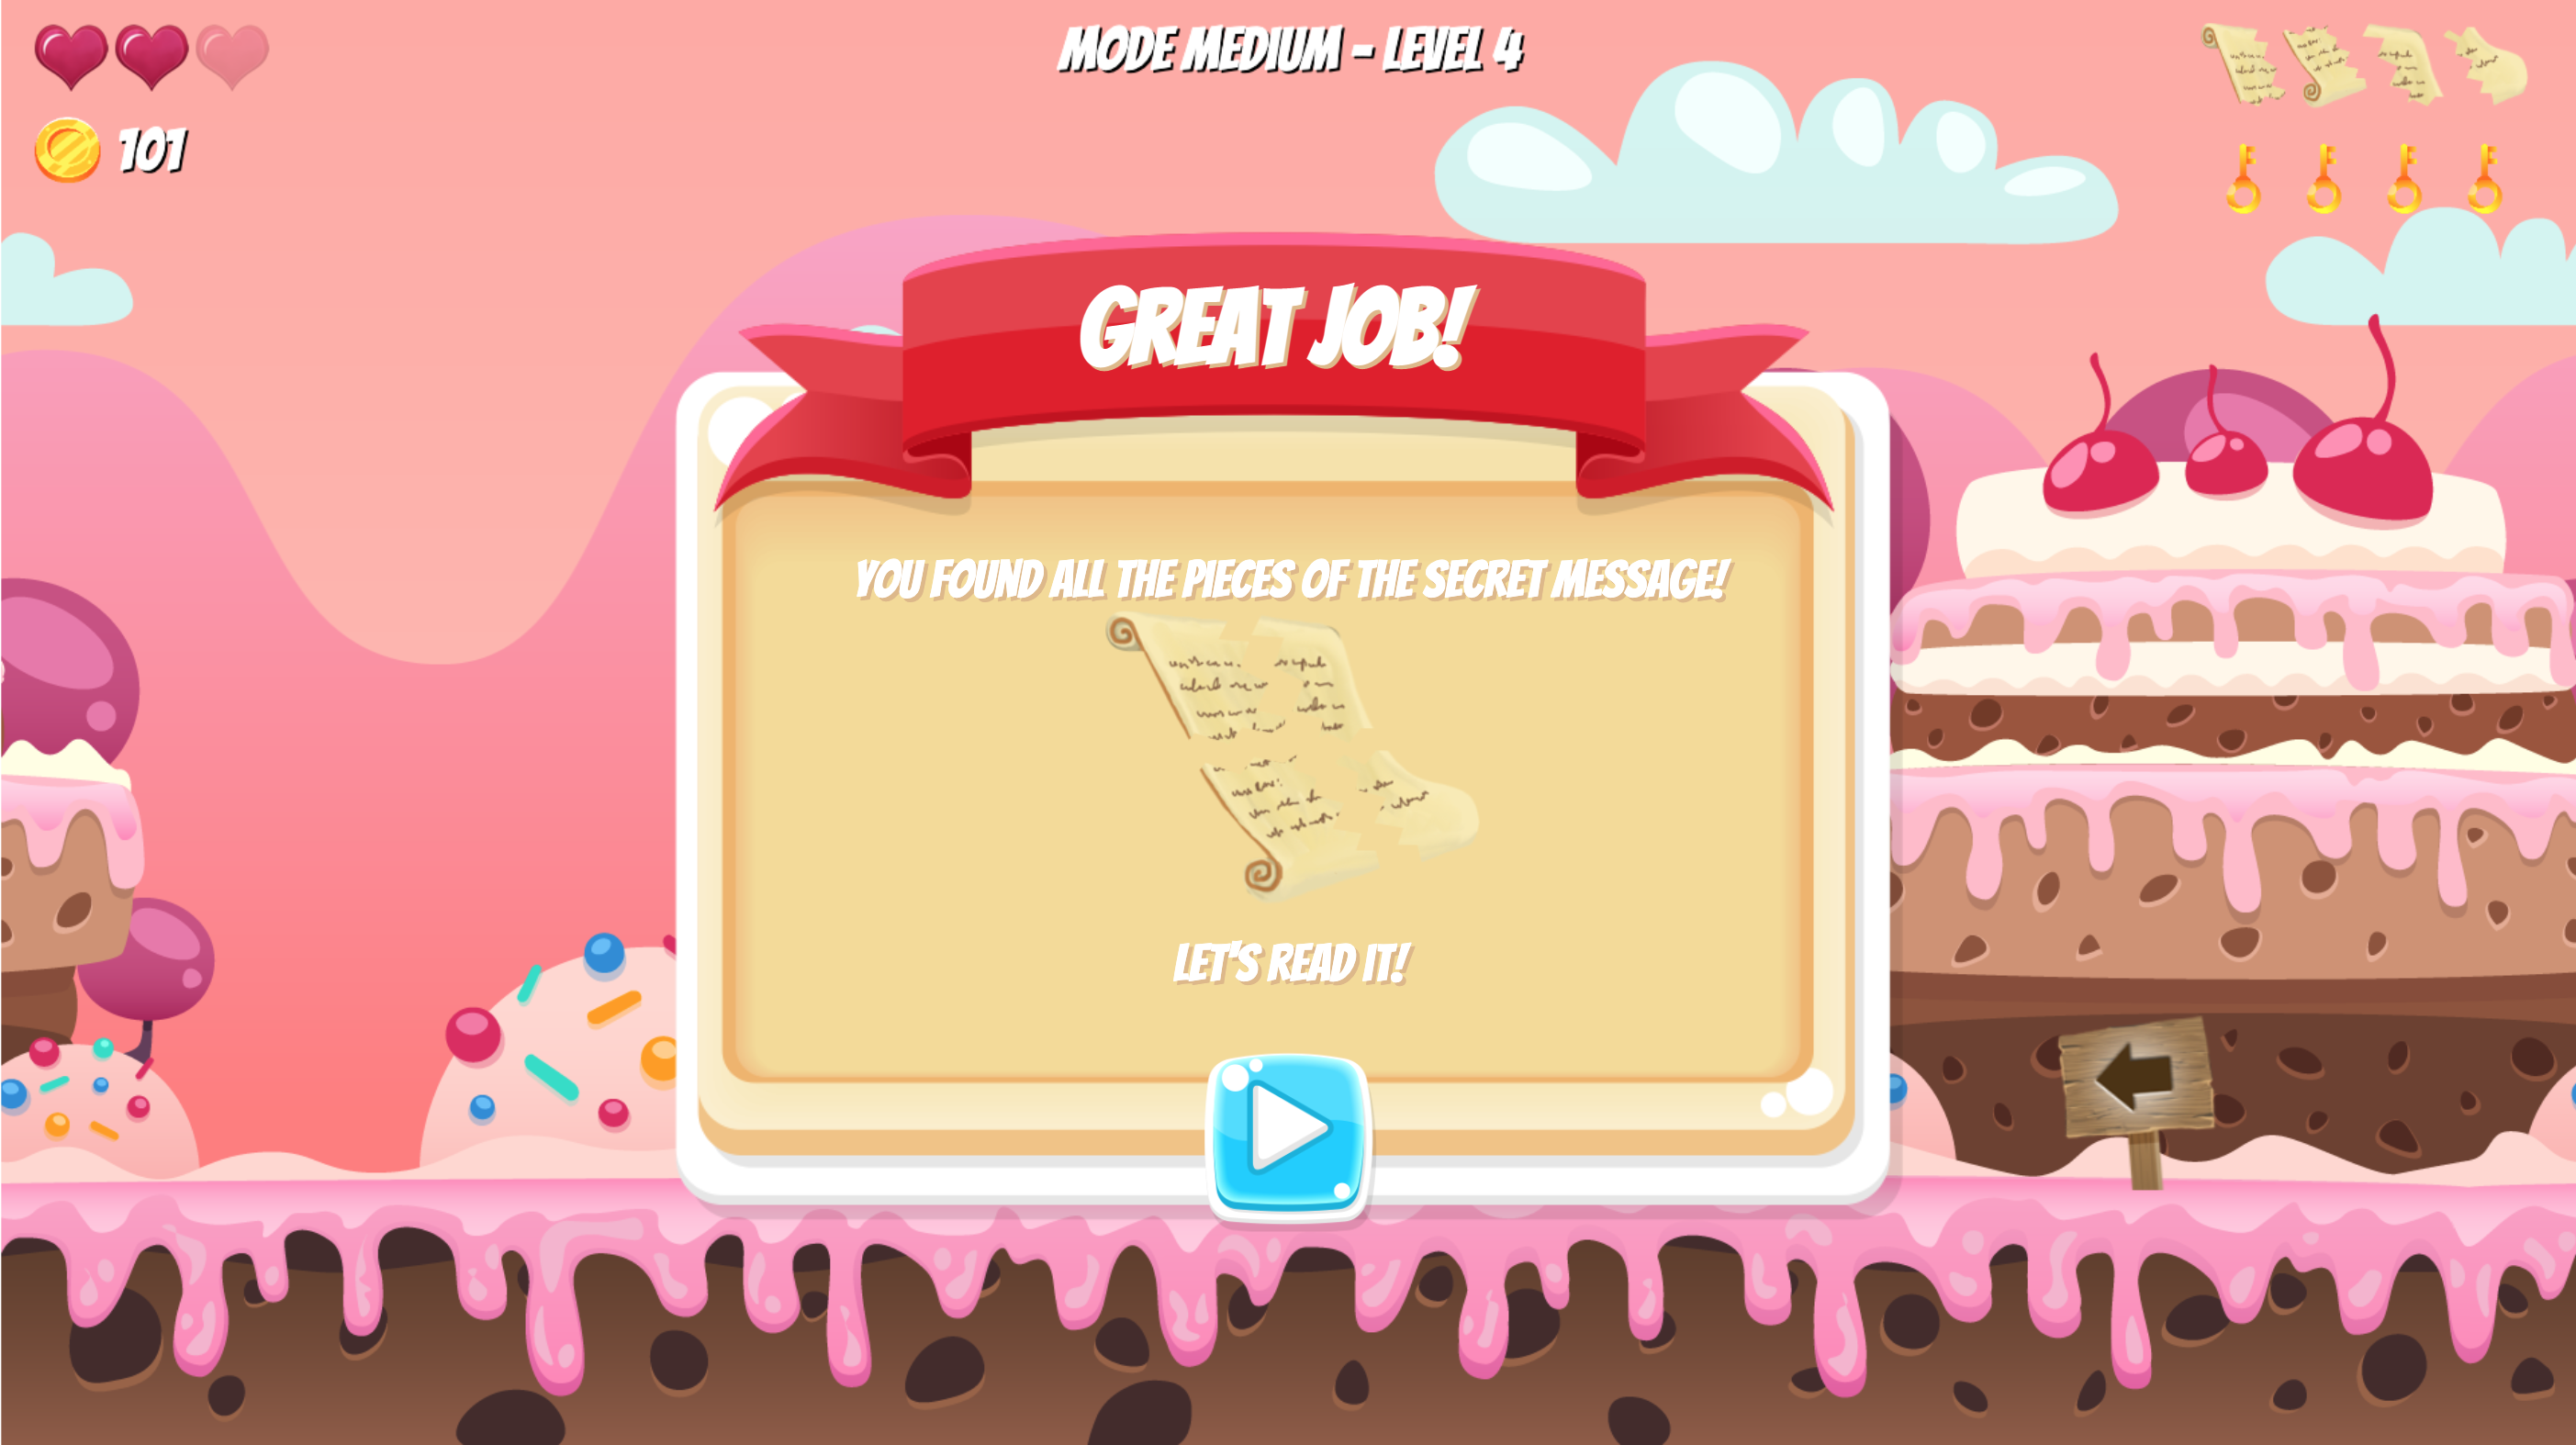 MODE MEDIUM - LEVEL 4
101
GREAT JOB!
YOU FOUND ALL THE PIECES OF THE SECRET MESSAGE!
LET'S READ IT!